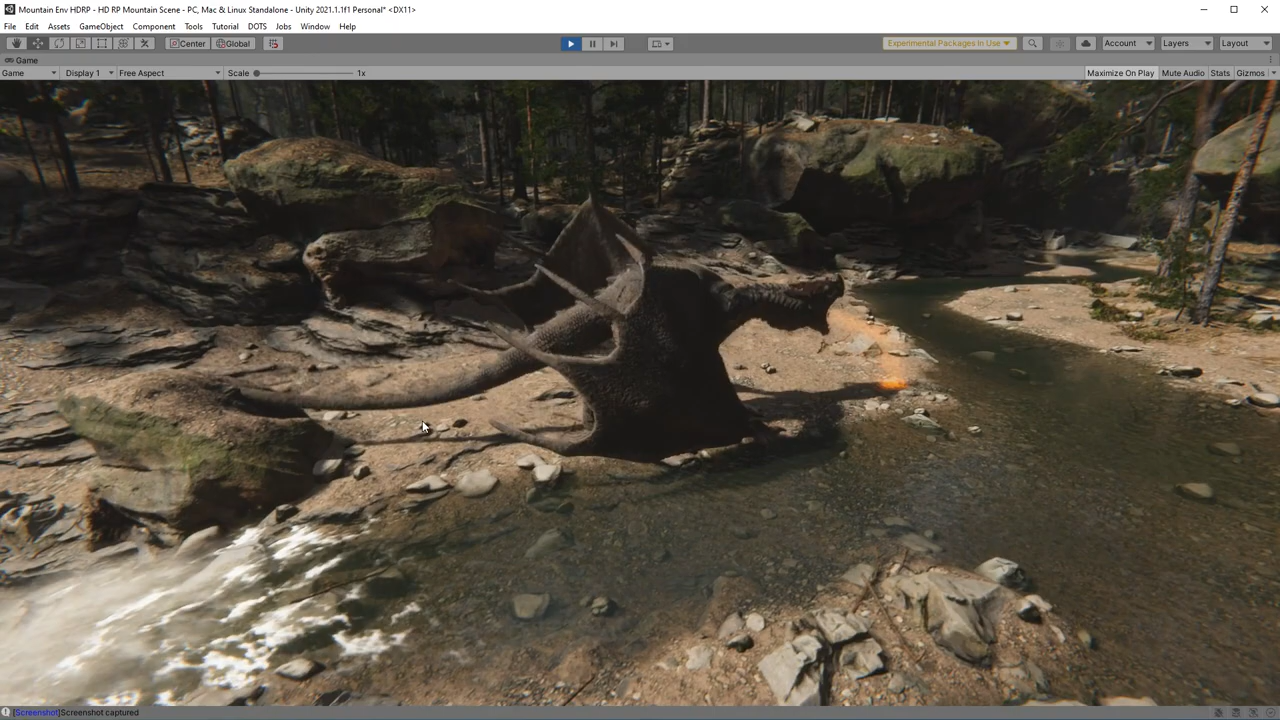 Mountain Env HDRP - HD RP Mountain Scene - PC, Mac & Linux Standalone - Unity 2021.1.1f1 Personal* <DX11>
File Edit Assets GameObject Component Tools Tutorial DOTS Jobs Window Help
Center Global Experimental Packages In Use Account Layers Layout
Game
Game Display 1 Free Aspect Scale 1x Maximize On Play Mute Audio Stats Gizmos
[Screenshot]Screenshot captured